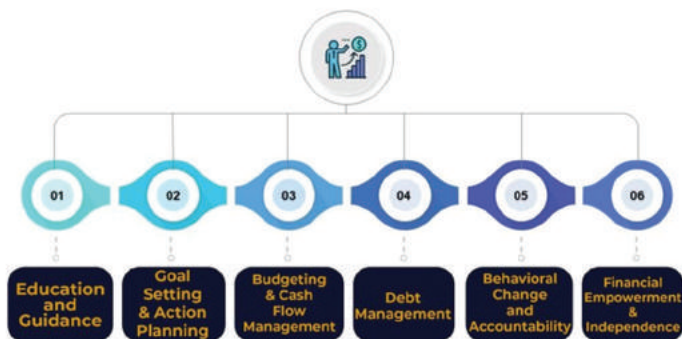 01
02
03
04
05
06
Education
and
Guidance
Goal
Setting
& Action
Planning
Budgeting
& Cash
Flow
Management
Debt
Management
Behavioral
Change
and
Accountability
Financial
Empowerment
&
Independence